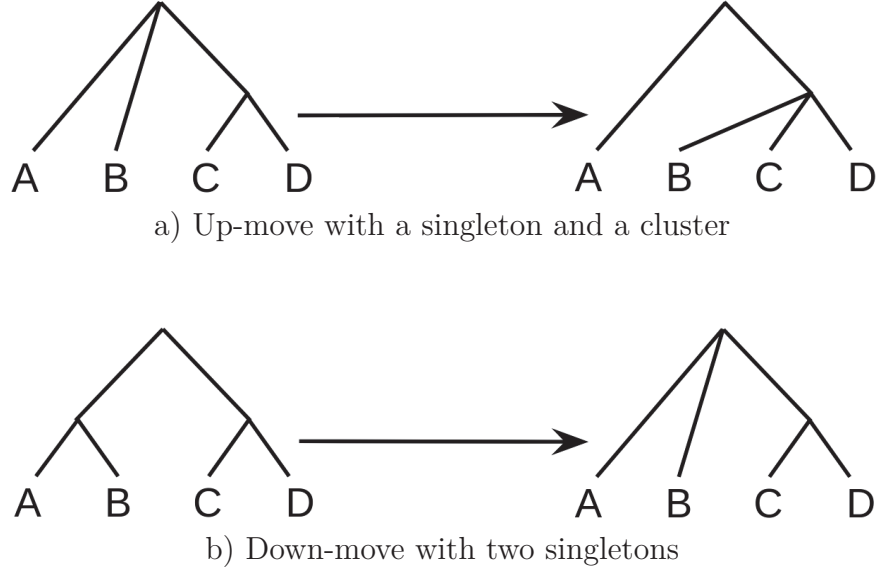 A B C D A B C D
a) Up-move with a singleton and a cluster
A B C D A B C D
b) Down-move with two singletons